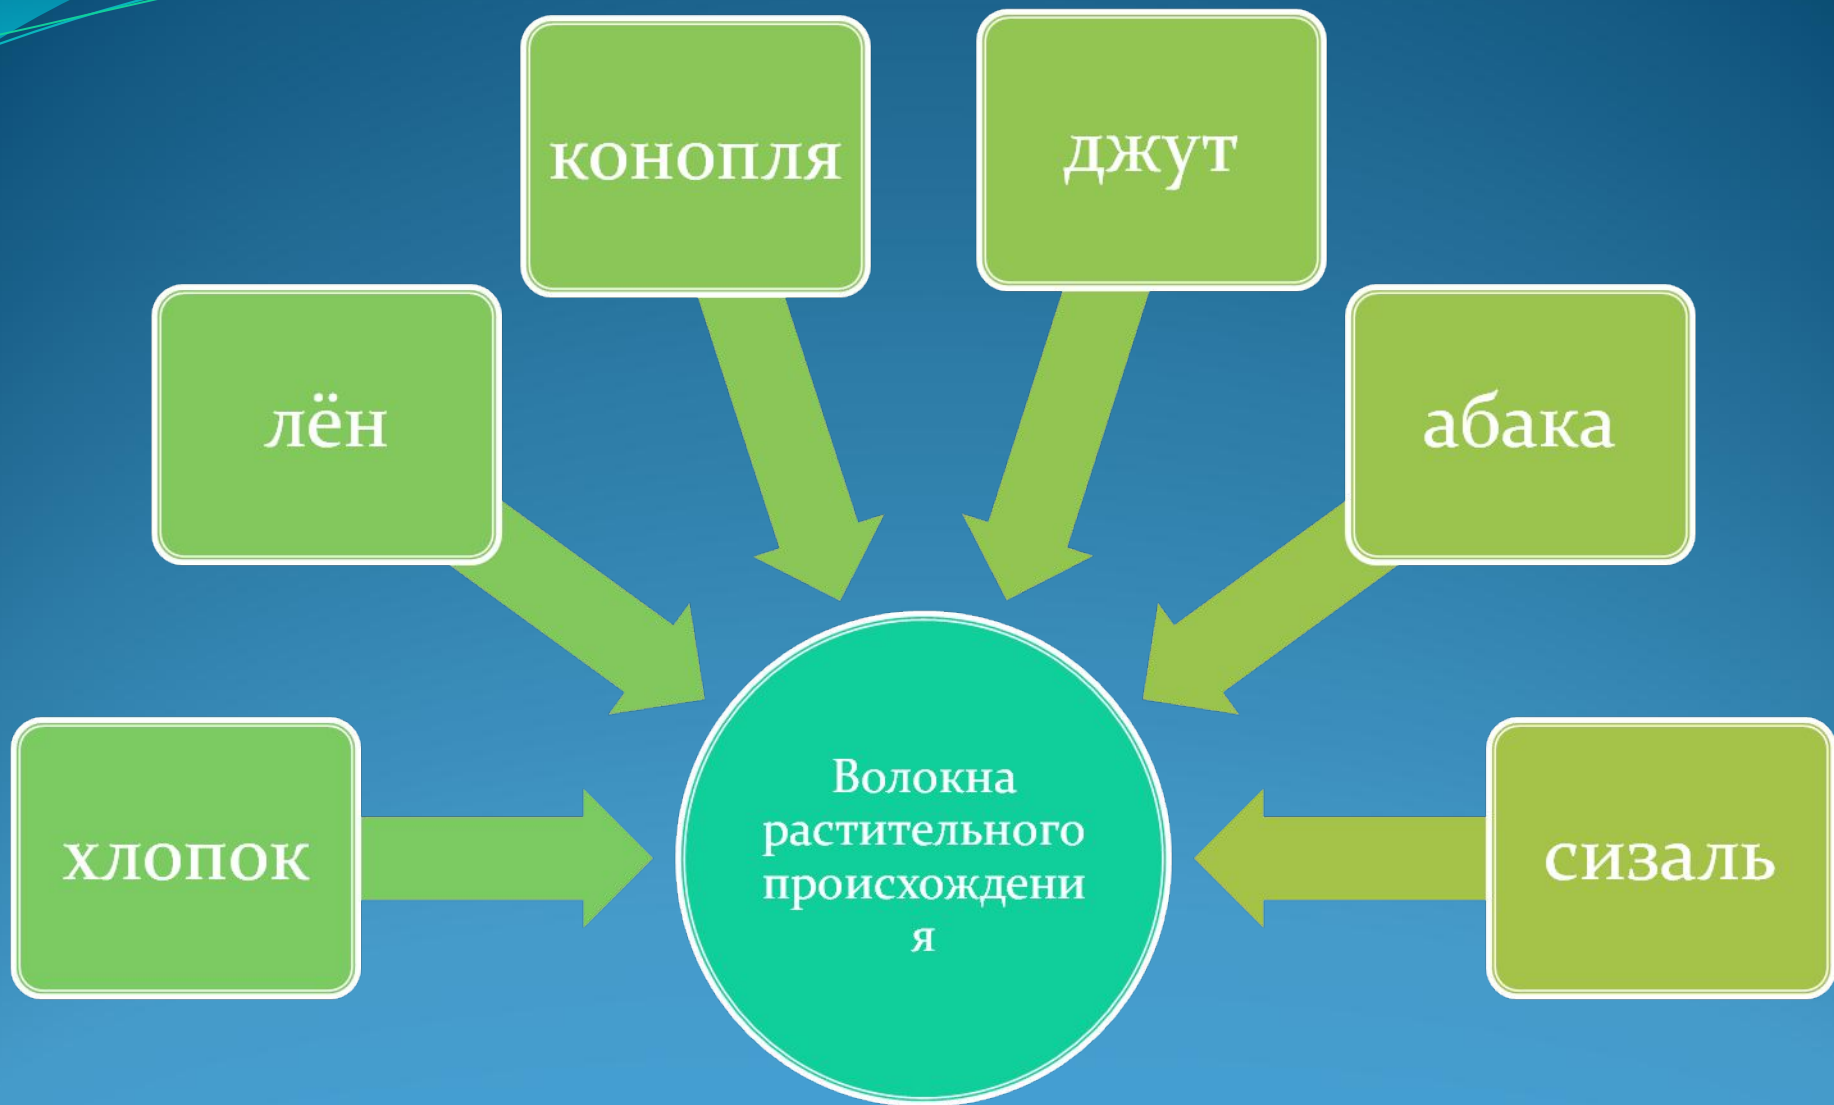 конопля
джут
лён
абака
хлопок
сизаль
Волокна
растительного
происхождени
я